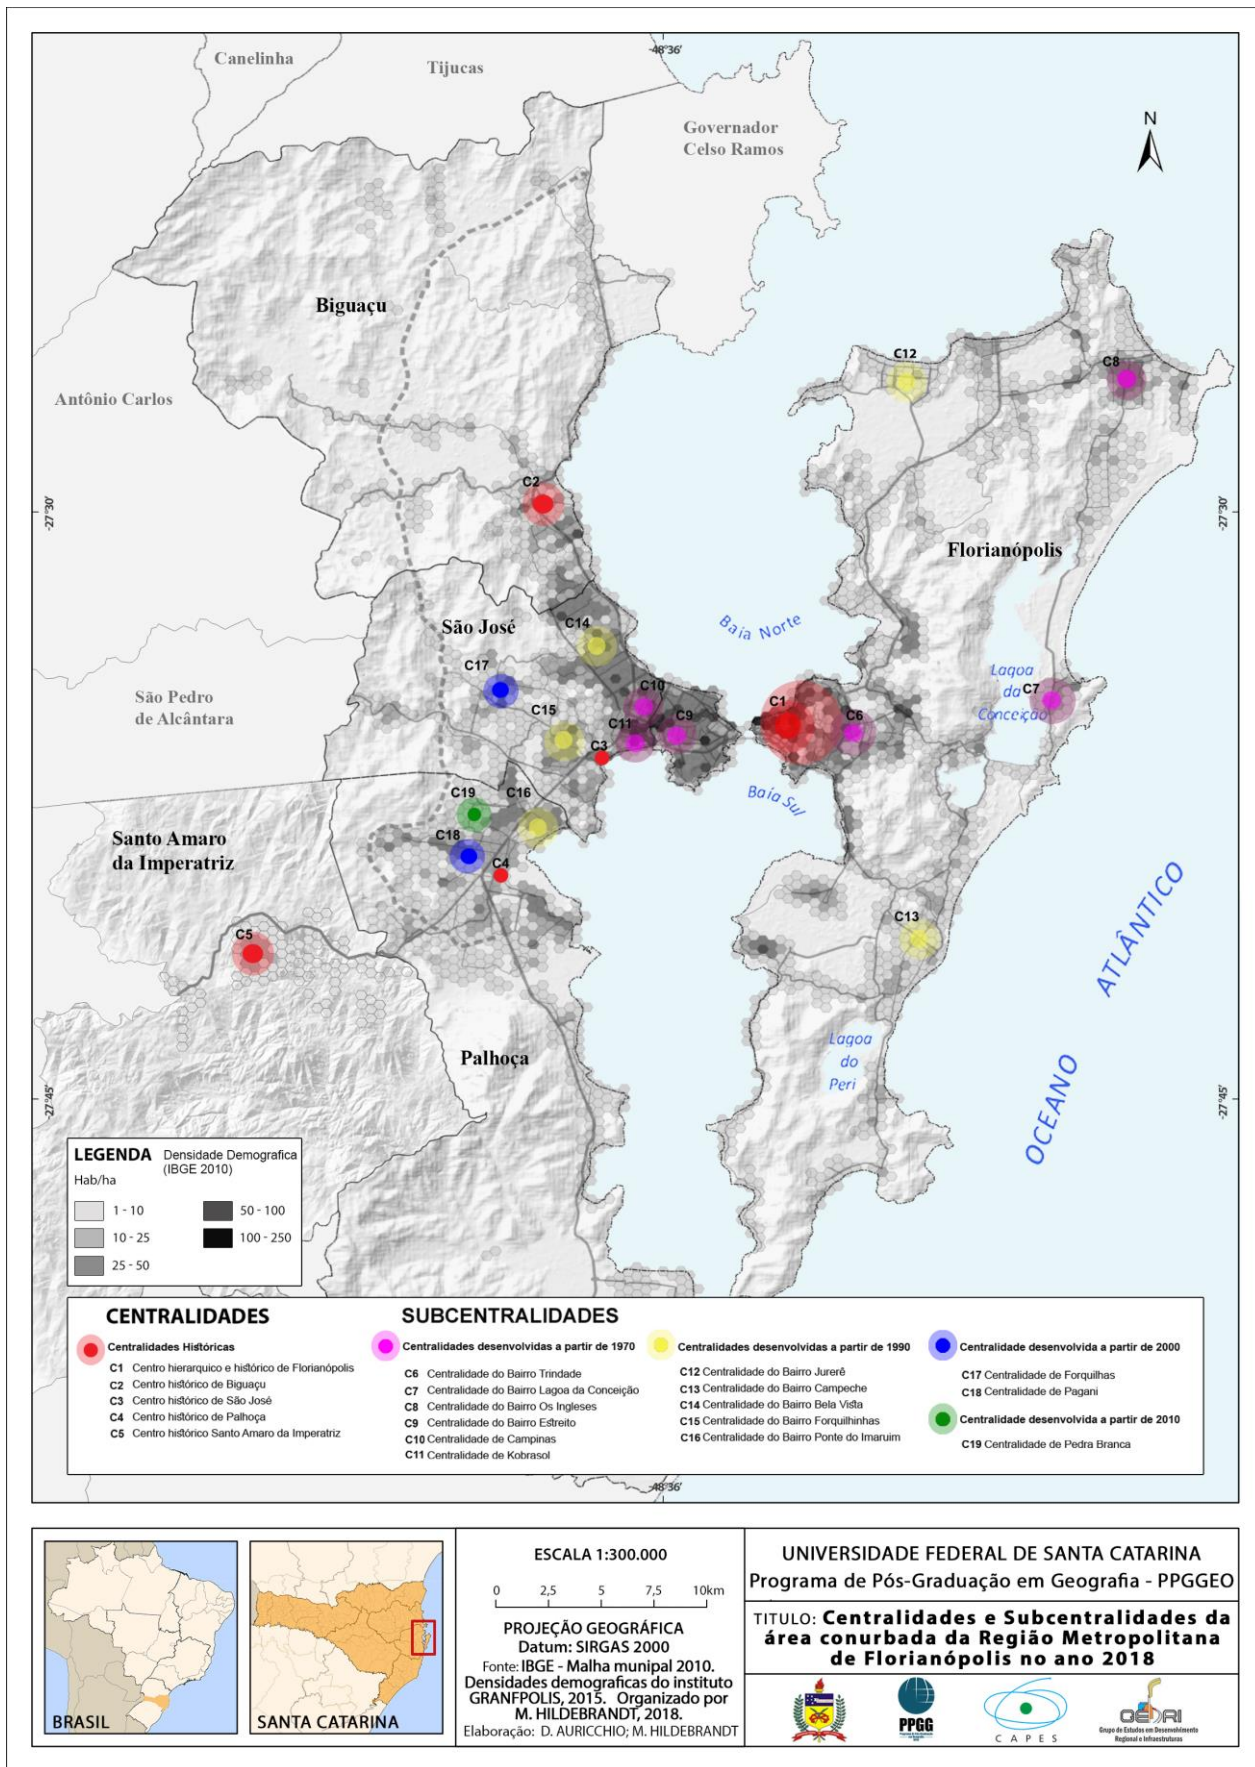 -48°36'
Canelinha
Tijucas
Governador
Celso Ramos
N
Biguaçu
C12
C8
Antônio Carlos
C2
-27°30'
-27°30'
Florianópolis
C14
São José
Baia Norte
C17
Lagoa
da
Conceição
C7
São Pedro
de Alcântara
C10
C1
C15
C11
C9
C6
C3
Baia Sul
C19
C16
Santo Amaro
da Imperatriz
C18
C4
OCEANO ATLÂNTICO
C13
C5
Lagoa
do
Peri
Palhoça
-27°45'
-27°45'
LEGENDA Densidade Demografica
(IBGE 2010)
Hab/ha
1 - 10
50 - 100
10 - 25
100 - 250
25 - 50
CENTRALIDADES
Centralidades Históricas
C1 Centro hierarquico e histórico de Florianópolis
C2 Centro histórico de Biguaçu
C3 Centro histórico de São José
C4 Centro histórico de Palhoça
C5 Centro histórico Santo Amaro da Imperatriz
SUBCENTRALIDADES
Centralidades desenvolvidas a partir de 1970
C6 Centralidade do Bairro Trindade
C7 Centralidade do Bairro Lagoa da Conceição
C8 Centralidade do Bairro Os Ingleses
C9 Centralidade do Bairro Estreito
C10 Centralidade de Campinas
C11 Centralidade de Kobrasol
Centralidades desenvolvidas a partir de 1990
C12 Centralidade do Bairro Jurerê
C13 Centralidade do Bairro Campeche
C14 Centralidade do Bairro Bela Vista
C15 Centralidade do Bairro Forquilhinhas
C16 Centralidade do Bairro Ponte do Imaruim
Centralidade desenvolvida a partir de 2000
C17 Centralidade de Forquilhas
C18 Centralidade de Pagani
Centralidade desenvolvida a partir de 2010
C19 Centralidade de Pedra Branca
-48°36'
BRASIL
SANTA CATARINA
ESCALA 1:300.000
0 2,5 5 7,5 10km
PROJEÇÃO GEOGRÁFICA
Datum: SIRGAS 2000
Fonte: IBGE - Malha munipal 2010.
Densidades demograficas do instituto
GRANFPOLIS, 2015. Organizado por
M. HILDEBRANDT, 2018.
Elaboração: D. AURICCHIO; M. HILDEBRANDT
UNIVERSIDADE FEDERAL DE SANTA CATARINA
Programa de Pós-Graduação em Geografia - PPGGEO
TITULO: Centralidades e Subcentralidades da
área conurbada da Região Metropolitana
de Florianópolis no ano 2018
PPGG
CAPES
GEDRI
Grupo de Estudos em Desenvolvimento
Regional e Infraestruturas